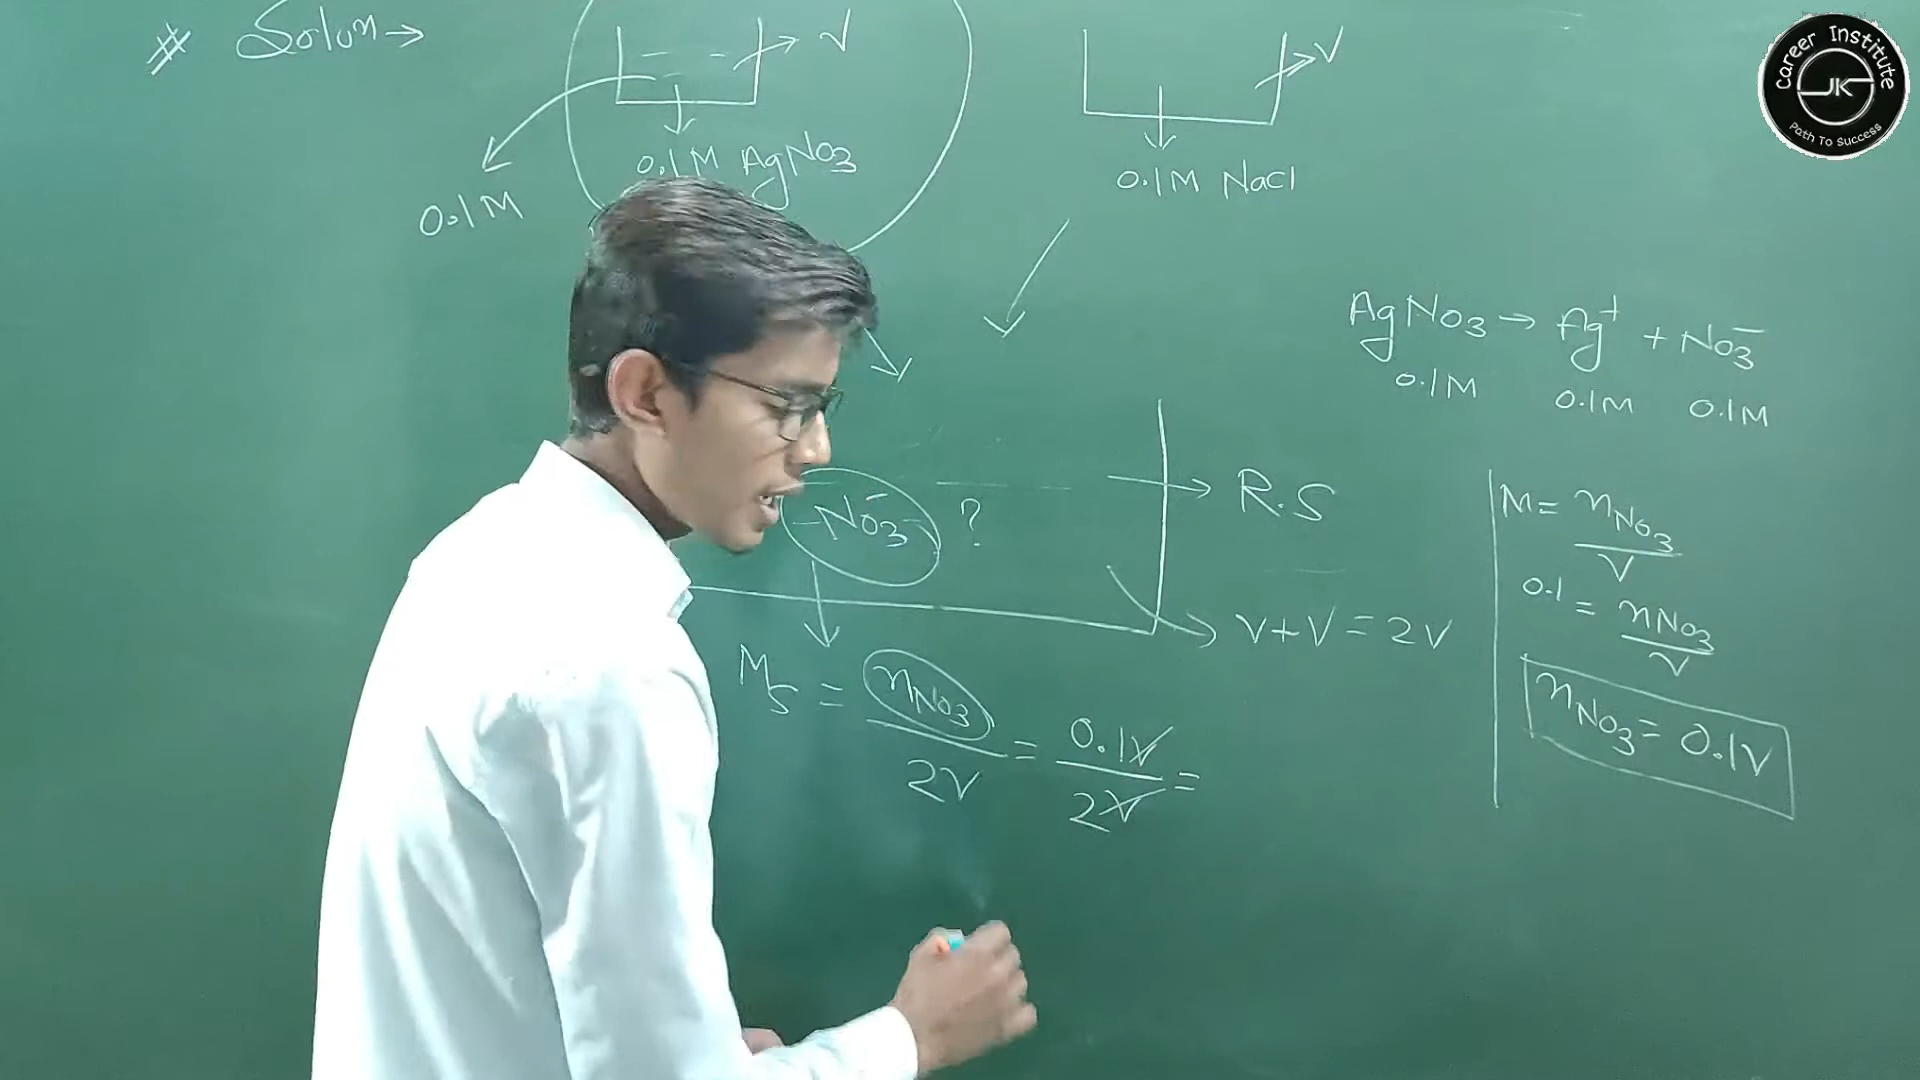 # Solun →
V
V
0.1M AgNO3
0.1M
0.1M NaCl
AgNO3 → Ag+ + NO3-
0.1M 0.1M 0.1M
NO3- ?
R.S
V+V = 2V
MS = nNO3 / 2V = 0.1V / 2V =
M = nNO3 / V
0.1 = nNO3 / V
nNO3 = 0.1V
Career Institute
JK
Path To Success